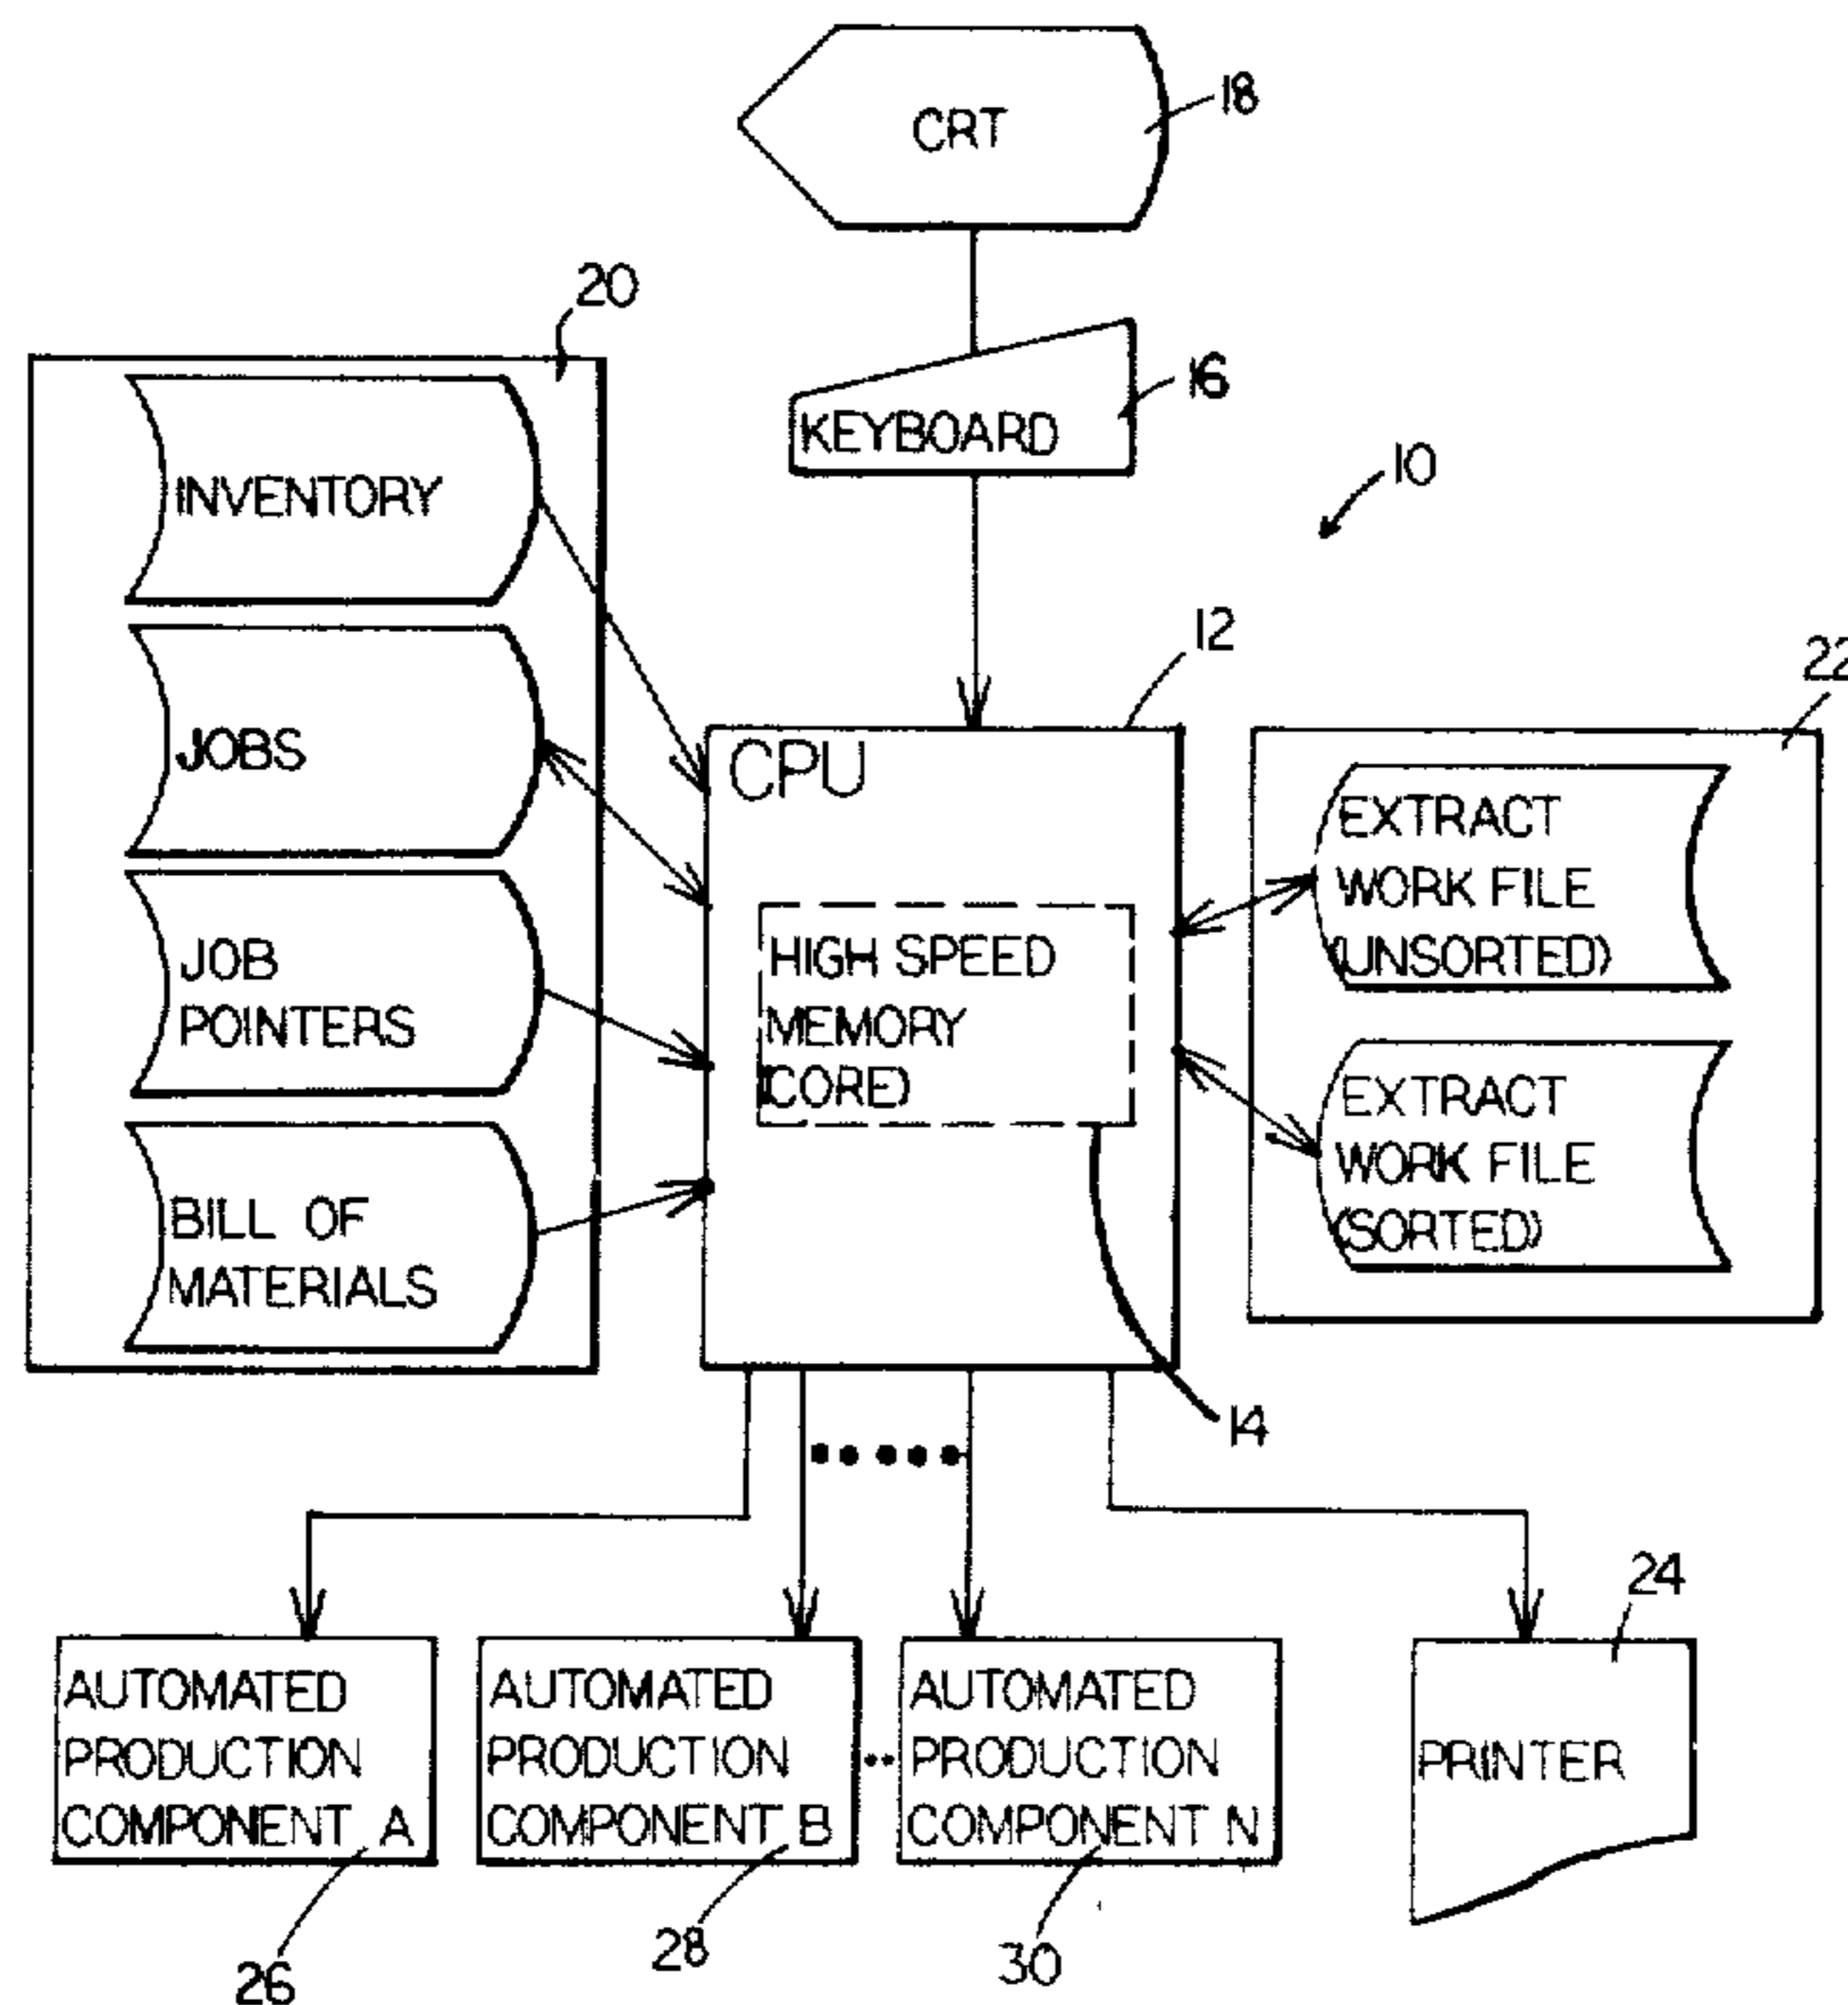 CRT
18
20
16
KEYBOARD
10
INVENTORY
12
22
JOBS
CPU
EXTRACT
WORK FILE
(UNSORTED)
JOB
POINTERS
HIGH SPEED
MEMORY
(CORE)
EXTRACT
WORK FILE
(SORTED)
BILL OF
MATERIALS
14
24
AUTOMATED
PRODUCTION
COMPONENT A
AUTOMATED
PRODUCTION
COMPONENT B
AUTOMATED
PRODUCTION
COMPONENT N
PRINTER
26
28
30